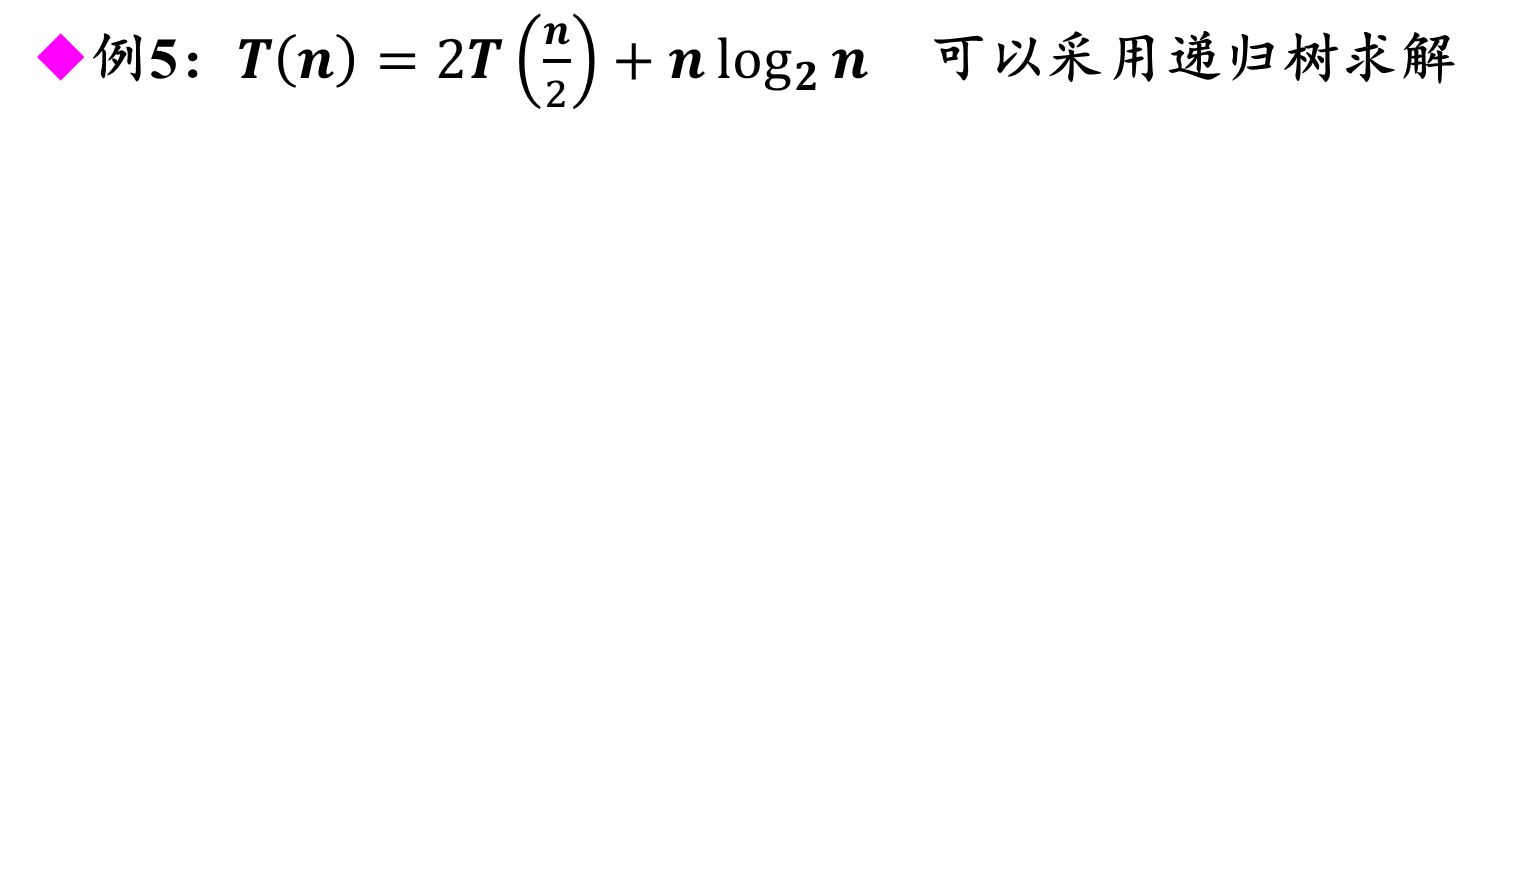 ◆例5：T(n) = 2T(n/2) + n log₂ n 可以采用递归树求解